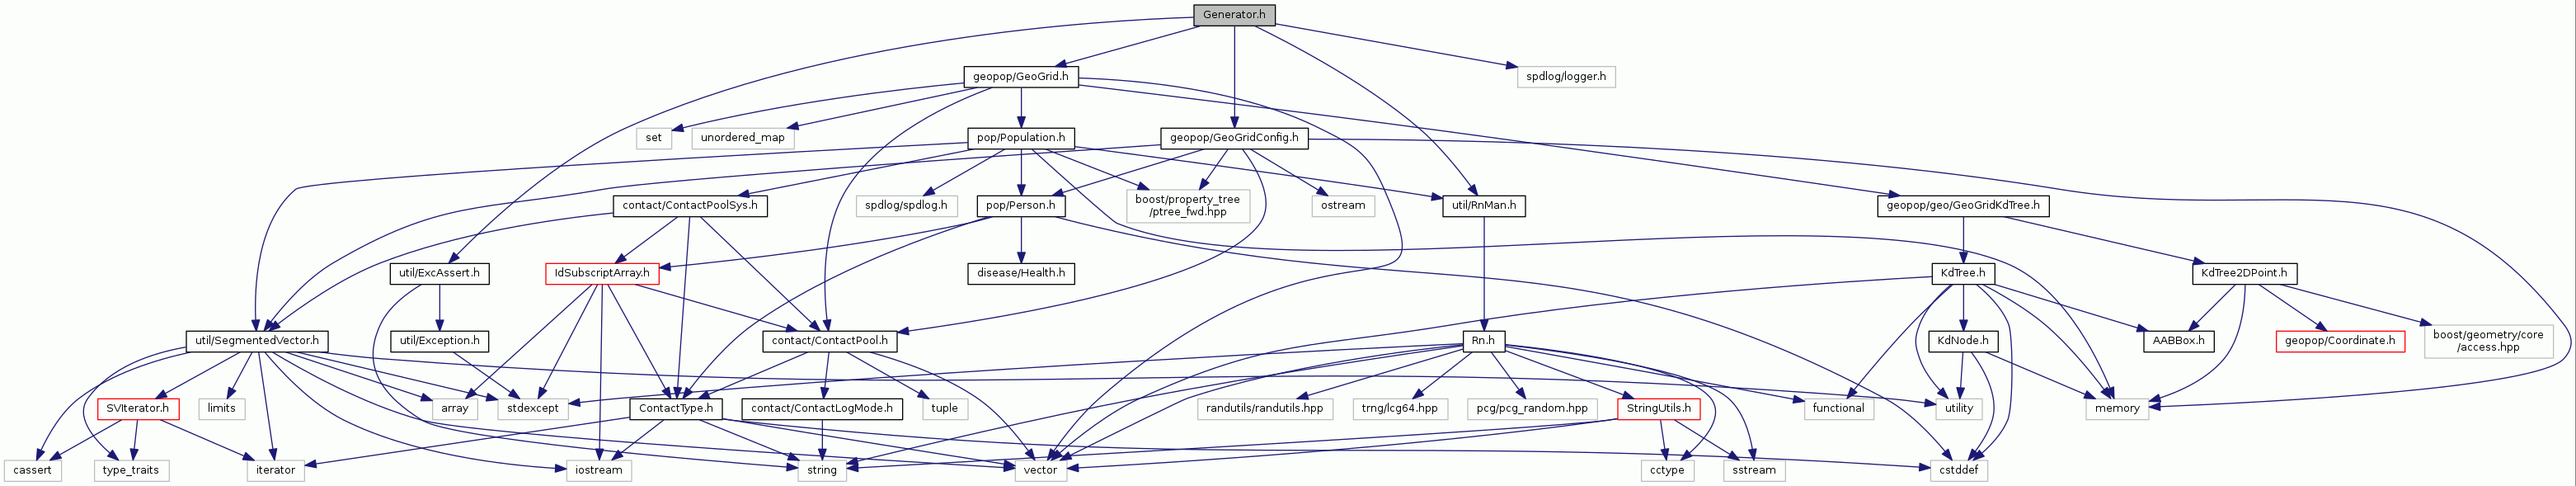 Generator.h
geopop/GeoGrid.h
spdlog/logger.h
set
unordered_map
pop/Population.h
geopop/GeoGridConfig.h
contact/ContactPoolSys.h
spdlog/spdlog.h
pop/Person.h
boost/property_tree
/ptree_fwd.hpp
ostream
util/RnMan.h
geopop/geo/GeoGridKdTree.h
util/ExcAssert.h
IdSubscriptArray.h
disease/Health.h
KdTree.h
KdTree2DPoint.h
util/SegmentedVector.h
util/Exception.h
contact/ContactPool.h
Rn.h
KdNode.h
AABBox.h
geopop/Coordinate.h
boost/geometry/core
/access.hpp
SVIterator.h
limits
array
stdexcept
ContactType.h
contact/ContactLogMode.h
tuple
randutils/randutils.hpp
trng/lcg64.hpp
pcg/pcg_random.hpp
StringUtils.h
functional
utility
memory
cassert
type_traits
iterator
iostream
string
vector
cctype
sstream
cstddef